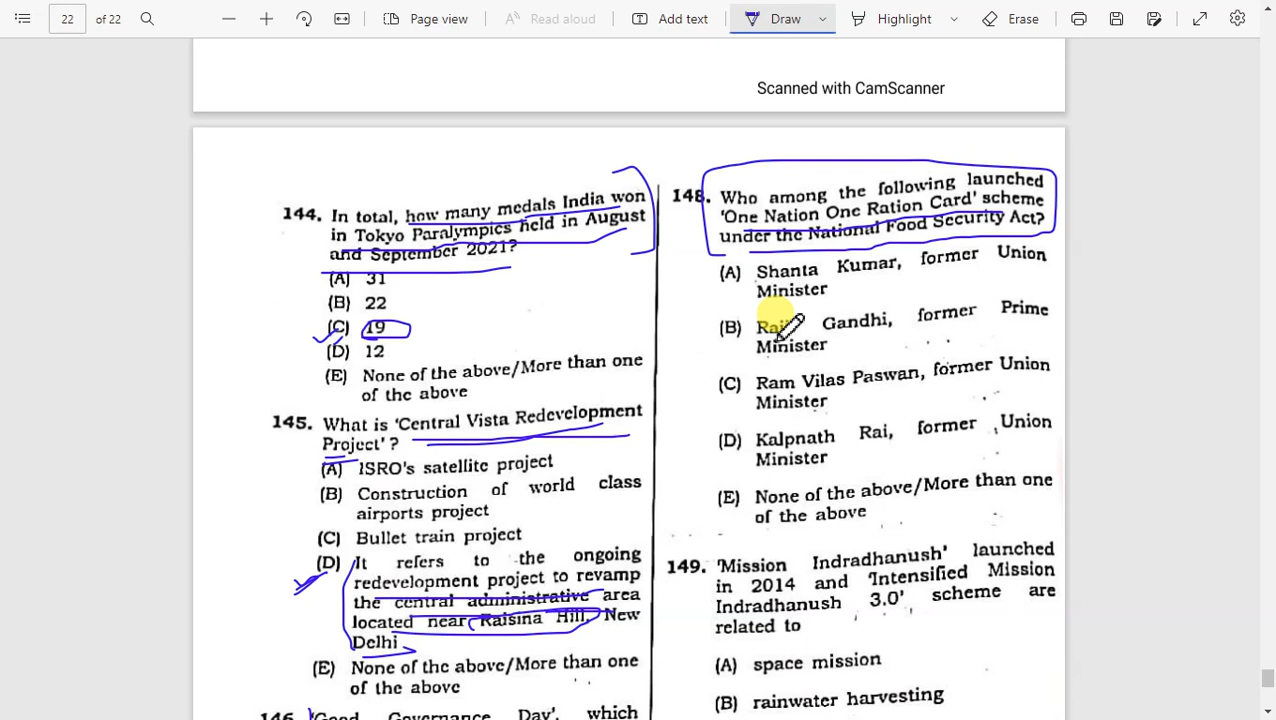 22
of 22
Page view
Read aloud
Add text
Draw
Highlight
Erase
Scanned with CamScanner
144. In total, how many medals India won
in Tokyo Paralympics held in August
and September 2021?
(A) 31
(B) 22
(C) 19
(D) 12
(E) None of the above/More than one
of the above
145. What is 'Central Vista Redevelopment
Project' ?
(A) ISRO's satellite project
(B) Construction of world class
airports project
(C) Bullet train project
(D) It refers to the ongoing
redevelopment project to revamp
the central administrative area
located near Raisina Hill, New
Delhi
(E) None of the above/More than one
of the above
146. 'Good Governance Day', which
148. Who among the following launched
'One Nation One Ration Card' scheme
under the National Food Security Act?
(A) Shanta Kumar, former Union
Minister
(B) Gandhi, former Prime
Minister
(C) Ram Vilas Paswan, former Union
Minister
(D) Kalpnath Rai, former Union
Minister
(E) None of the above/More than one
of the above
149. 'Mission Indradhanush' launched
in 2014 and 'Intensified Mission
Indradhanush 3.0' scheme are
related to
(A) space mission
(B) rainwater harvesting